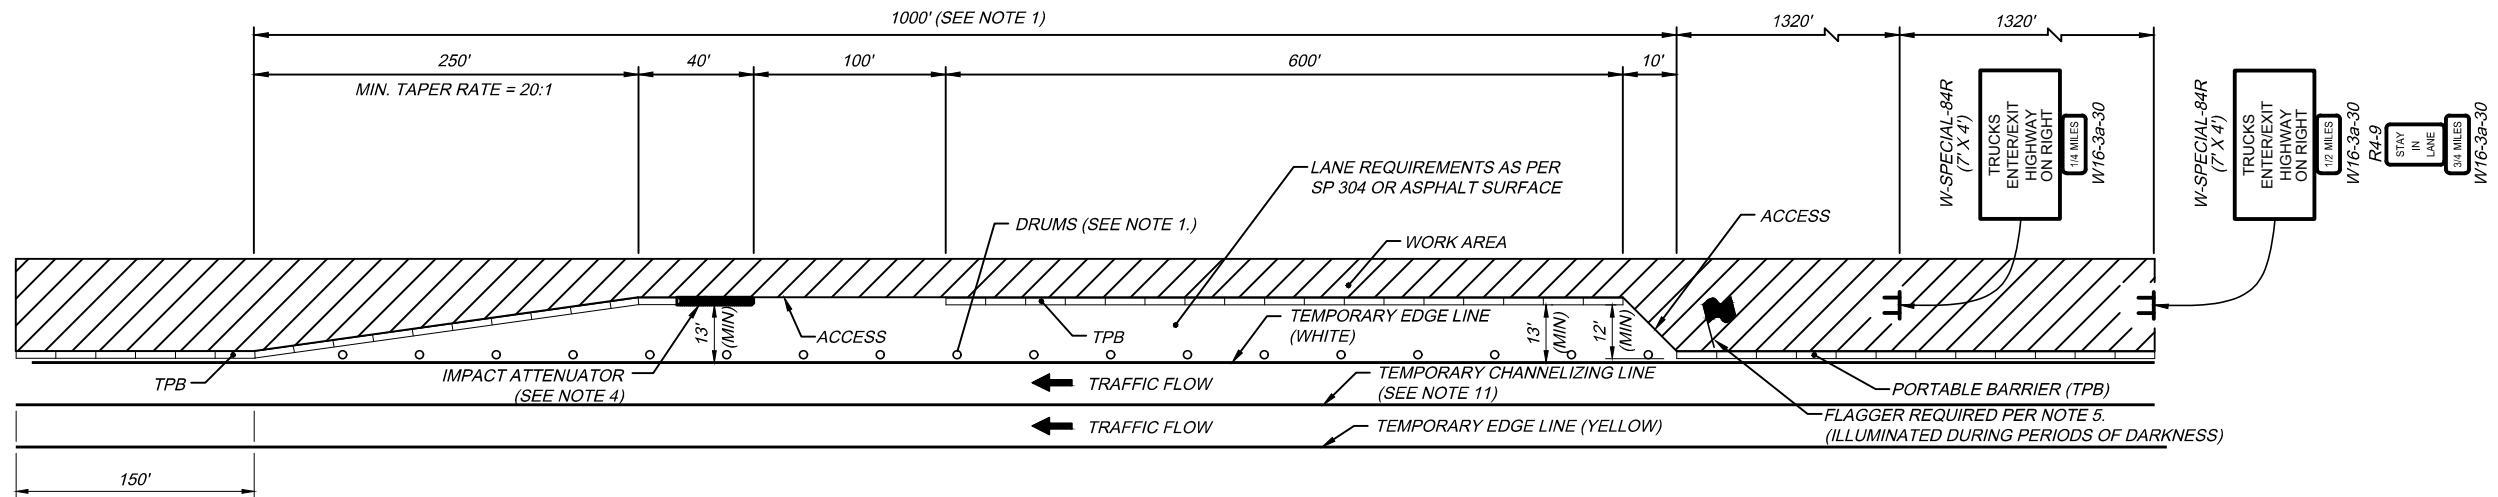 1000' (SEE NOTE 1)
1320'
1320'
250'
40'
100'
600'
10'
MIN. TAPER RATE = 20:1
W-SPECIAL-84R
(7' X 4')
TRUCKS
ENTER/EXIT
HIGHWAY
ON RIGHT
1/4 MILES
W16-3a-30
W-SPECIAL-84R
(7' X 4')
TRUCKS
ENTER/EXIT
HIGHWAY
ON RIGHT
1/2 MILES
W16-3a-30
R4-9
STAY
IN
LANE
3/4 MILES
W16-3a-30
LANE REQUIREMENTS AS PER
SP 304 OR ASPHALT SURFACE
DRUMS (SEE NOTE 1.)
WORK AREA
ACCESS
TPB
IMPACT ATTENUATOR
(SEE NOTE 4)
13'
(MIN)
ACCESS
TPB
TEMPORARY EDGE LINE
(WHITE)
13'
(MIN)
12'
(MIN)
TRAFFIC FLOW
TEMPORARY CHANNELIZING LINE
(SEE NOTE 11)
PORTABLE BARRIER (TPB)
FLAGGER REQUIRED PER NOTE 5.
(ILLUMINATED DURING PERIODS OF DARKNESS)
TRAFFIC FLOW
TEMPORARY EDGE LINE (YELLOW)
150'